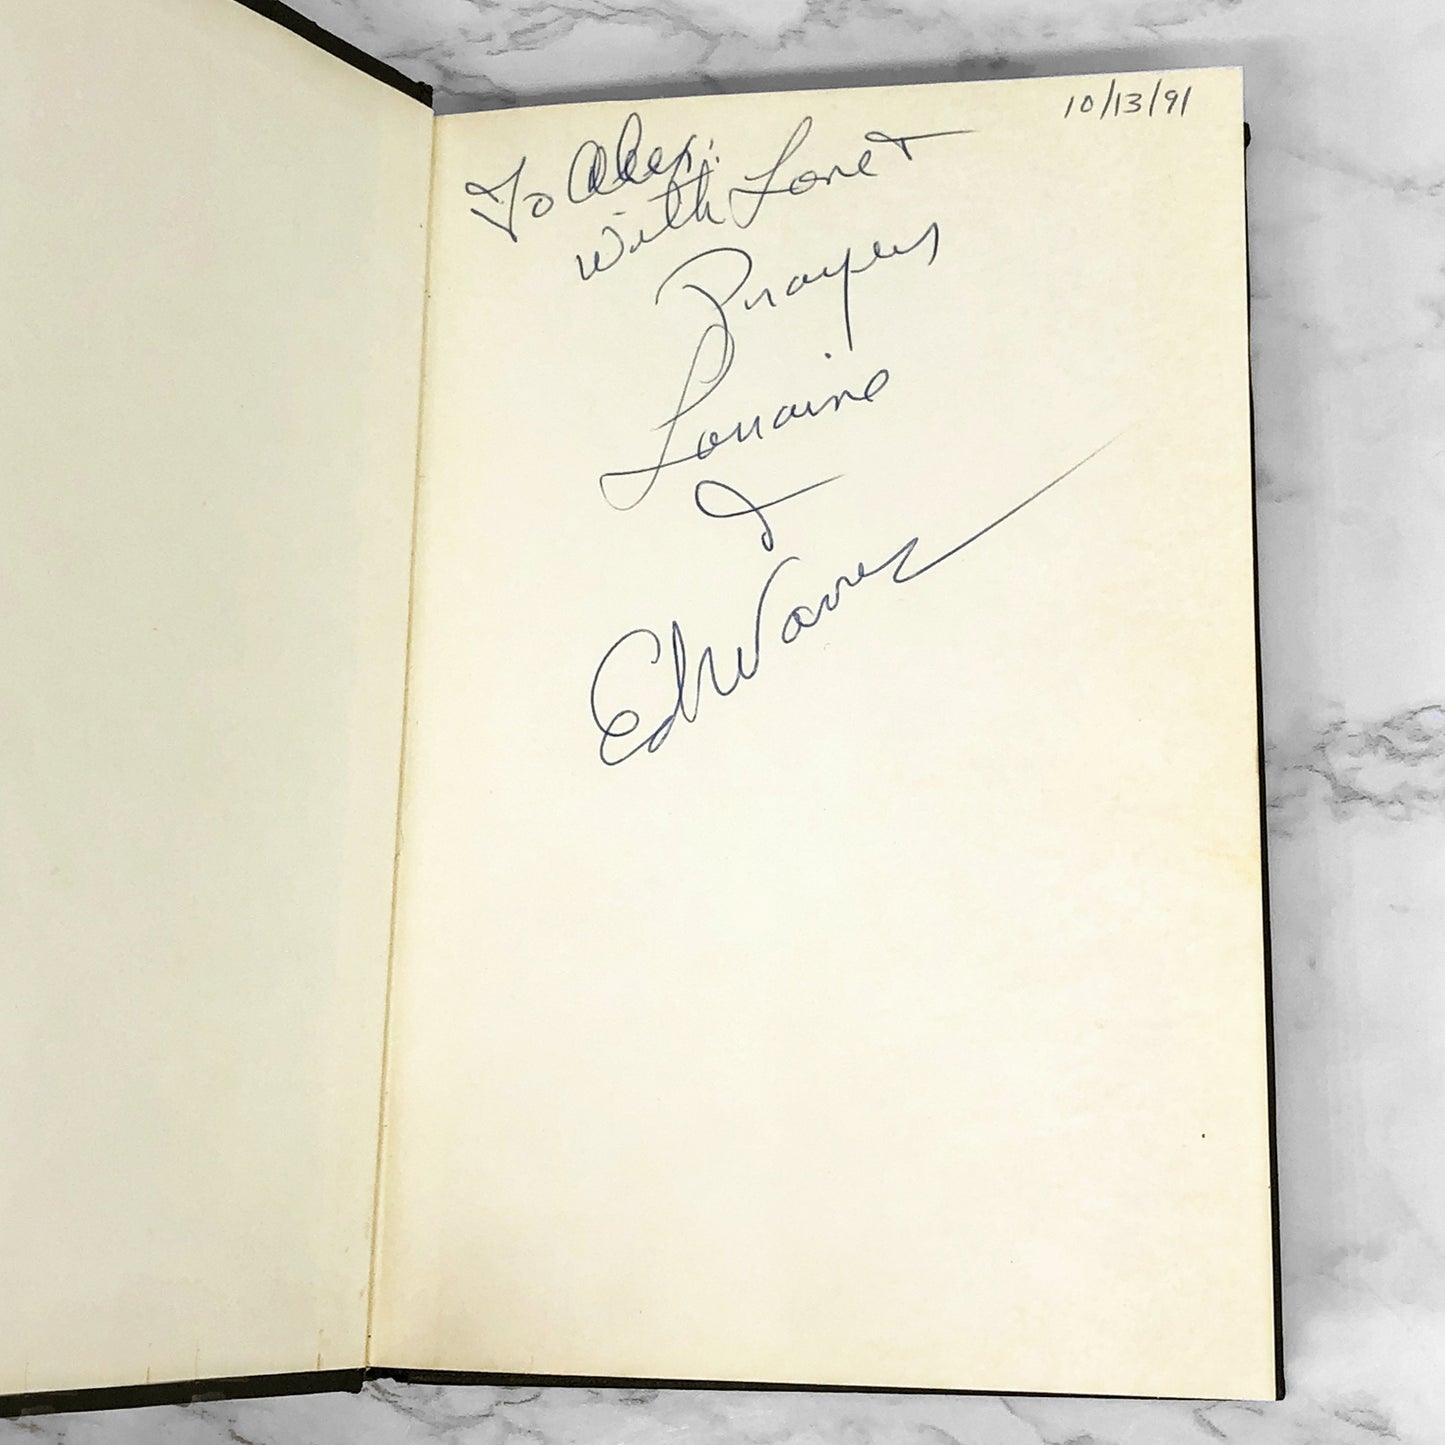 10/13/91
To Alex:
with Love &
Prayers
Lorraine
&
Ed Warren